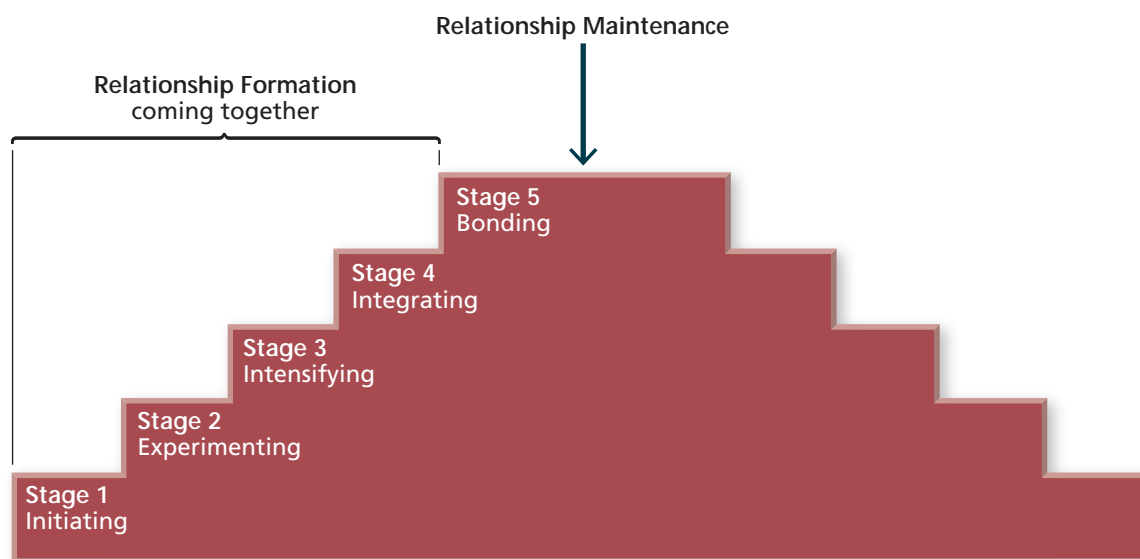 Relationship Maintenance
Relationship Formation
coming together
Stage 5
Bonding
Stage 4
Integrating
Stage 3
Intensifying
Stage 2
Experimenting
Stage 1
Initiating